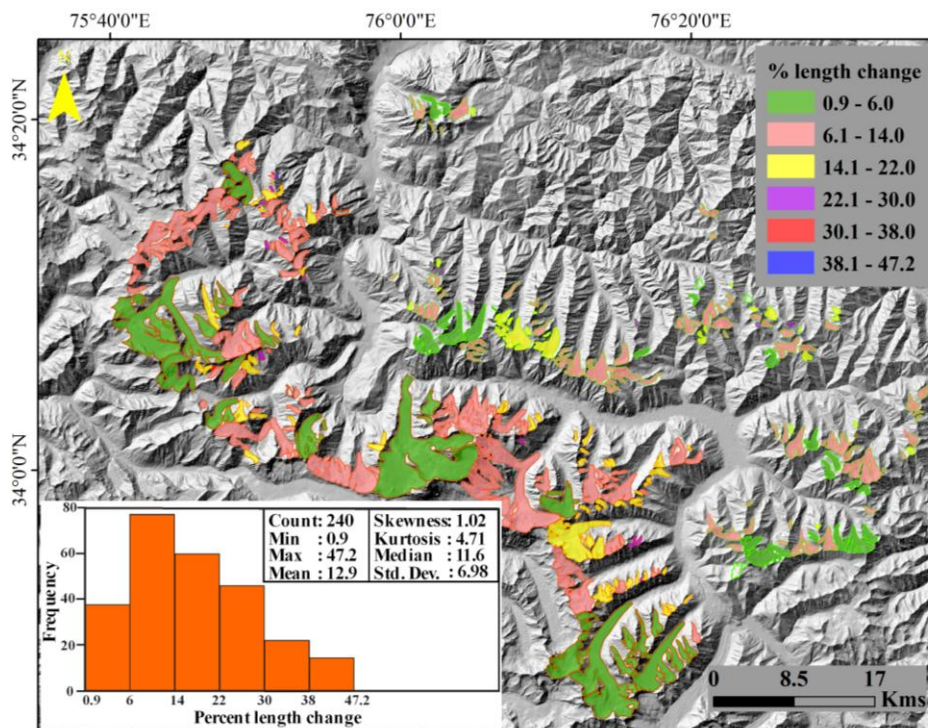 75°40'0"E 76°0'0"E 76°20'0"E
N
34°20'0"N
34°0'0"N
% length change
0.9 - 6.0
6.1 - 14.0
14.1 - 22.0
22.1 - 30.0
30.1 - 38.0
38.1 - 47.2
80
60
40
20
0
Frequency
Count: 240 Skewness: 1.02
Min : 0.9 Kurtosis : 4.71
Max : 47.2 Median : 11.6
Mean : 12.9 Std. Dev. : 6.98
0.9 6 14 22 30 38 47.2
Percent length change
0 8.5 17
Kms